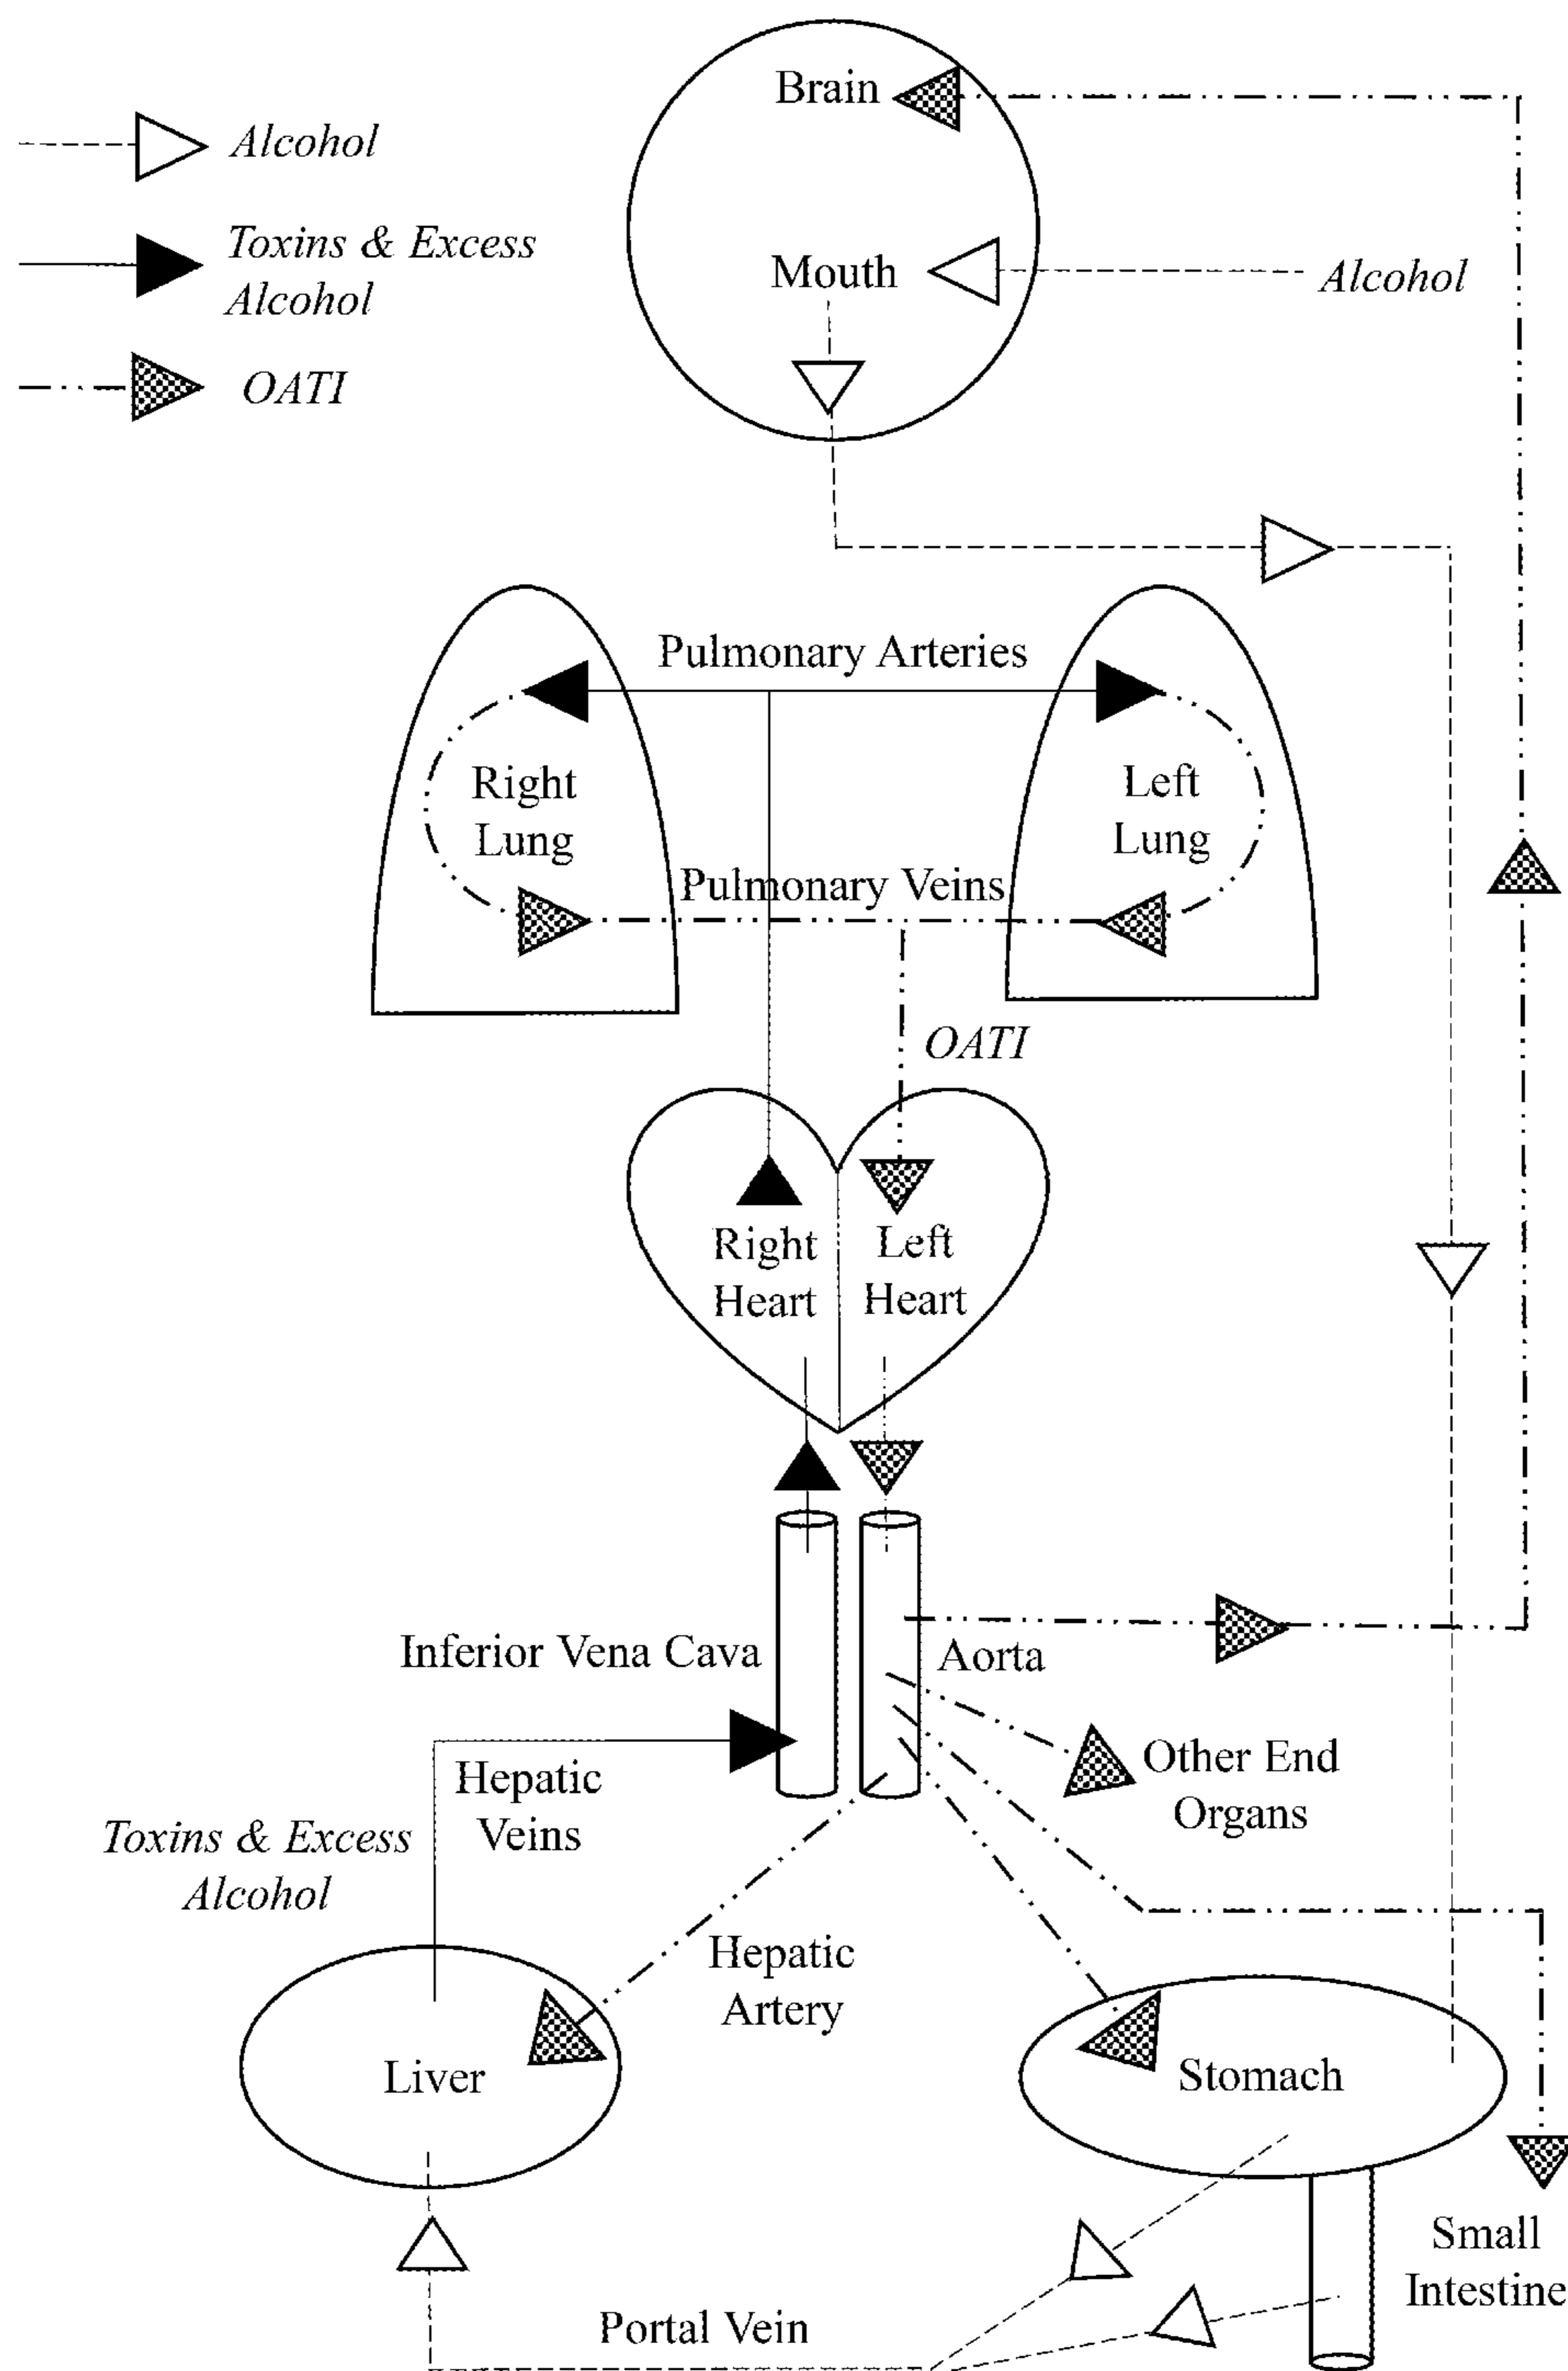 Brain
Alcohol
Toxins & Excess
Alcohol
OATI
Mouth
Alcohol
Pulmonary Arteries
Right
Lung
Left
Lung
Pulmonary Veins
OATI
Right
Heart
Left
Heart
Inferior Vena Cava
Aorta
Other End
Organs
Hepatic
Veins
Toxins & Excess
Alcohol
Hepatic
Artery
Liver
Stomach
Small
Intestine
Portal Vein